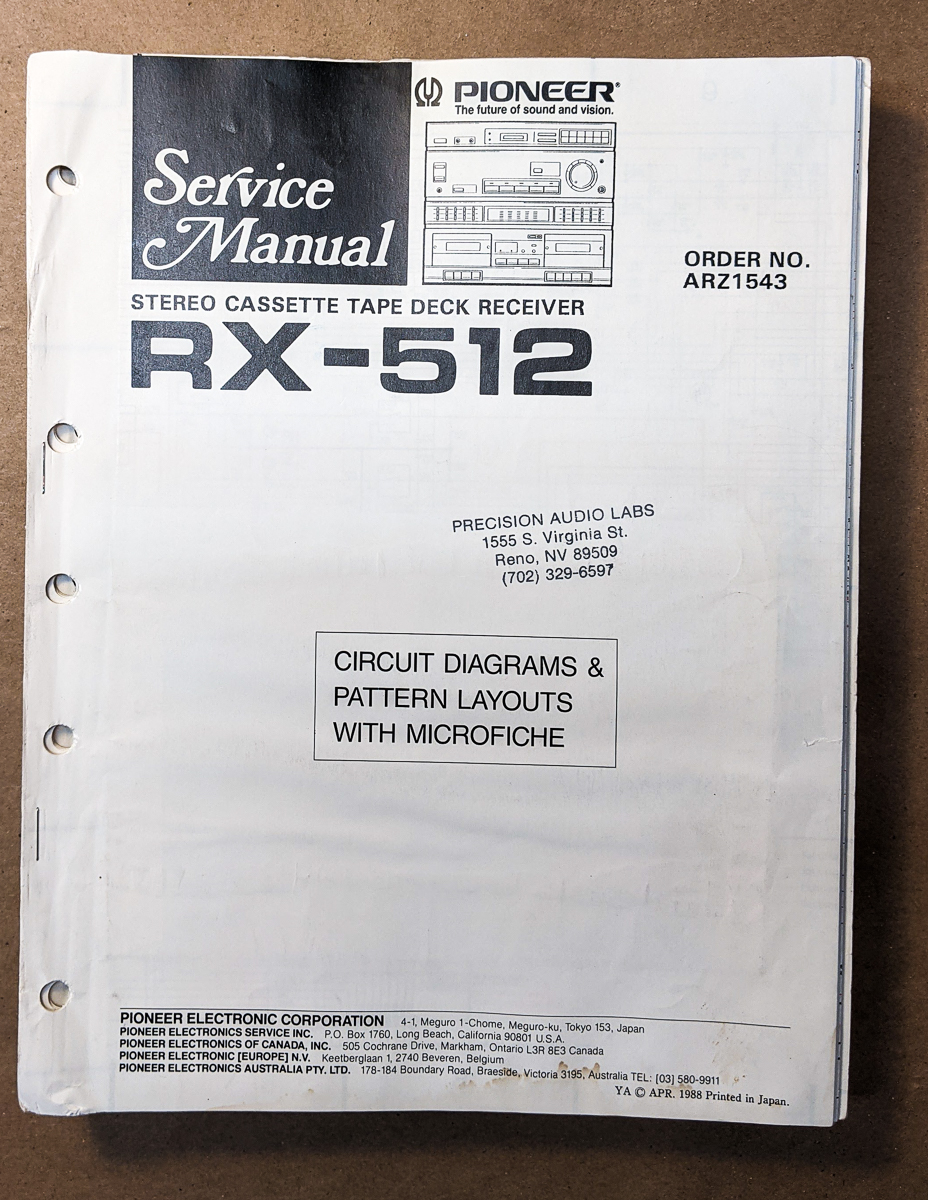 Service
Manual
PIONEER®
The future of sound and vision.
ORDER NO.
ARZ1543
STEREO CASSETTE TAPE DECK RECEIVER
RX-512
PRECISION AUDIO LABS
1555 S. Virginia St.
Reno, NV 89509
(702) 329-6597
CIRCUIT DIAGRAMS &
PATTERN LAYOUTS
WITH MICROFICHE
PIONEER ELECTRONIC CORPORATION 4-1, Meguro 1-Chome, Meguro-ku, Tokyo 153, Japan
PIONEER ELECTRONICS SERVICE INC. P.O. Box 1760, Long Beach, California 90801 U.S.A.
PIONEER ELECTRONICS OF CANADA, INC. 505 Cochrane Drive, Markham, Ontario L3R 8E3 Canada
PIONEER ELECTRONIC [EUROPE] N.V. Keetberglaan 1, 2740 Beveren, Belgium
PIONEER ELECTRONICS AUSTRALIA PTY. LTD. 178-184 Boundary Road, Braeside, Victoria 3195, Australia TEL: [03] 580-9911
YA © APR. 1988 Printed in Japan.